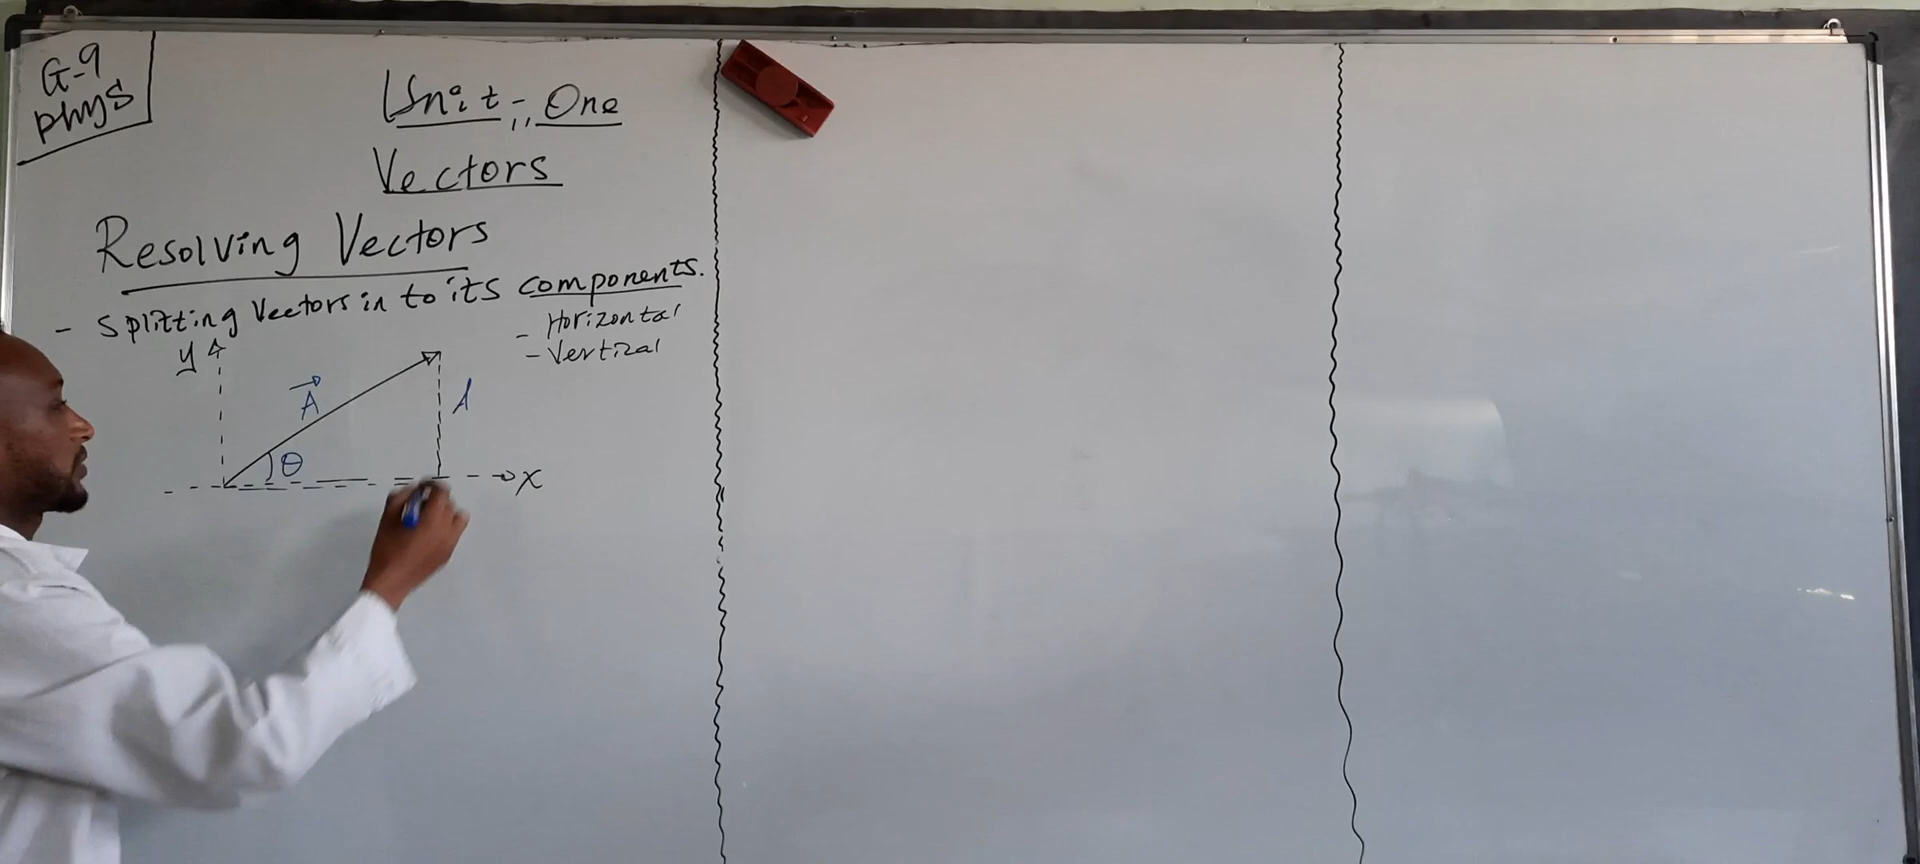 G-9
phys
Unit:, One
Vectors
Resolving Vectors
- Splitting Vectors in to its components.
- Horizontal
- Vertical
y
A
θ
x